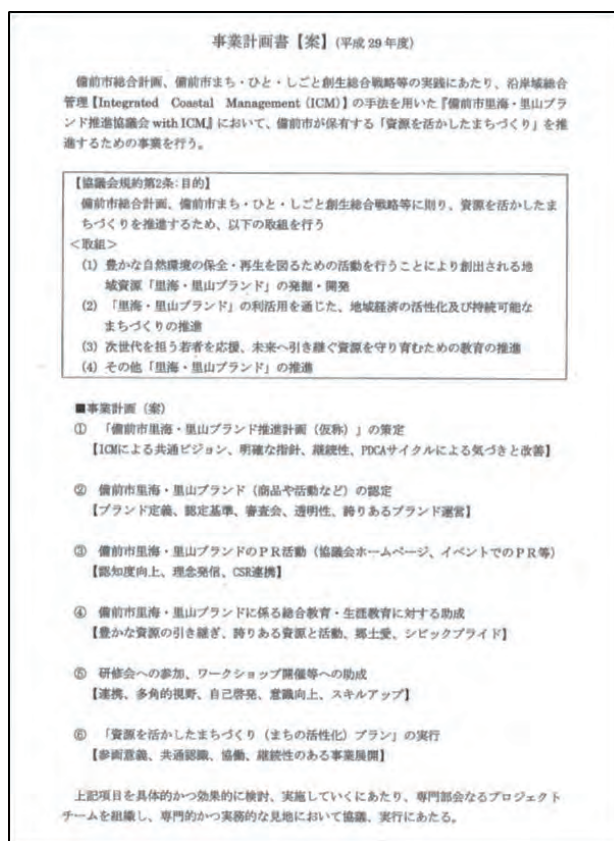 事業計画書【案】(平成 29 年度)
備前市総合計画、備前市まち・ひと・しごと創生総合戦略等の実践にあたり、沿岸域総合
管理【Integrated Coastal Management (ICM)】の手法を用いた『備前市里海・里山ブラ
ンド推進協議会 with ICM』において、備前市が保有する「資源を活かしたまちづくり」を推
進するための事業を行う。
【協議会規約第2条:目的】
備前市総合計画、備前市まち・ひと・しごと創生総合戦略等に則り、資源を活かしたま
ちづくりを推進するため、以下の取組を行う
<取組>
(1) 豊かな自然環境の保全・再生を図るための活動を行うことにより創出される地
域資源「里海・里山ブランド」の発掘・開発
(2) 「里海・里山ブランド」の利活用を通じた、地域経済の活性化及び持続可能な
まちづくりの推進
(3) 次世代を担う若者を応援、未来へ引き継ぐ資源を守り育むための教育の推進
(4) その他「里海・里山ブランド」の推進
■事業計画(案)
① 「備前市里海・里山ブランド推進計画(仮称)」の策定
【ICMによる共通ビジョン、明確な指針、継続性、PDCAサイクルによる気づきと改善】
② 備前市里海・里山ブランド(商品や活動など)の認定
【ブランド定義、認定基準、審査会、透明性、誇りあるブランド運営】
③ 備前市里海・里山ブランドのPR活動(協議会ホームページ、イベントでのPR等)
【認知度向上、理念発信、CSR連携】
④ 備前市里海・里山ブランドに係る総合教育・生涯教育に対する助成
【豊かな資源の引き継ぎ、誇りある資源と活動、郷土愛、シビックプライド】
⑤ 研修会への参加、ワークショップ開催等への助成
【連携、多角的視野、自己啓発、意識向上、スキルアップ】
⑥ 「資源を活かしたまちづくり(まちの活性化)プラン」の実行
【参画意義、共通認識、協働、継続性のある事業展開】
上記項目を具体的かつ効果的に検討、実施していくにあたり、専門部会なるプロジェクト
チームを組織し、専門的かつ実務的な見地において協議、実行にあたる。